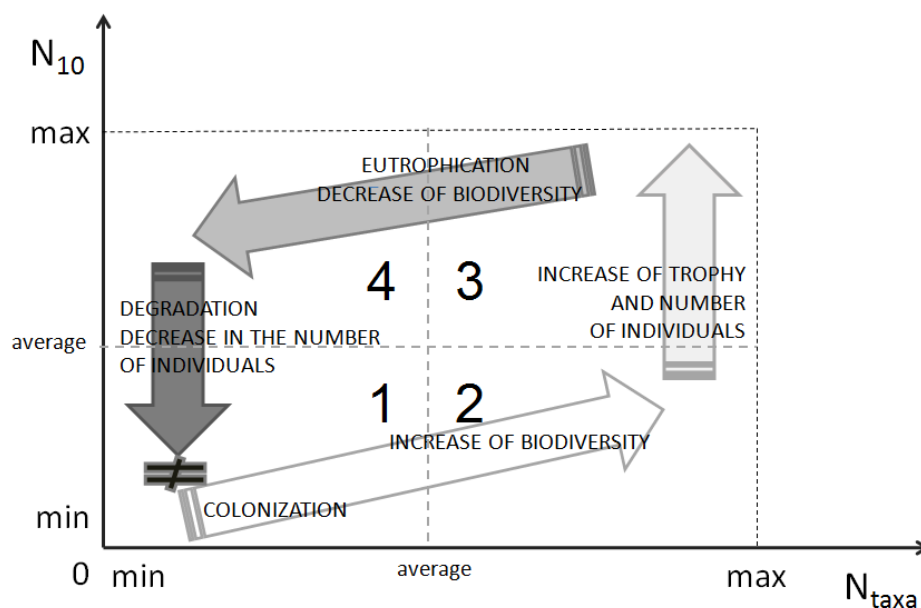 N10
max
EUTROPHICATION
DECREASE OF BIODIVERSITY
4 3
INCREASE OF TROPHY
AND NUMBER
OF INDIVIDUALS
DEGRADATION
DECREASE IN THE NUMBER
OF INDIVIDUALS
average
1 2
INCREASE OF BIODIVERSITY
COLONIZATION
min
0 min average max
Ntaxa